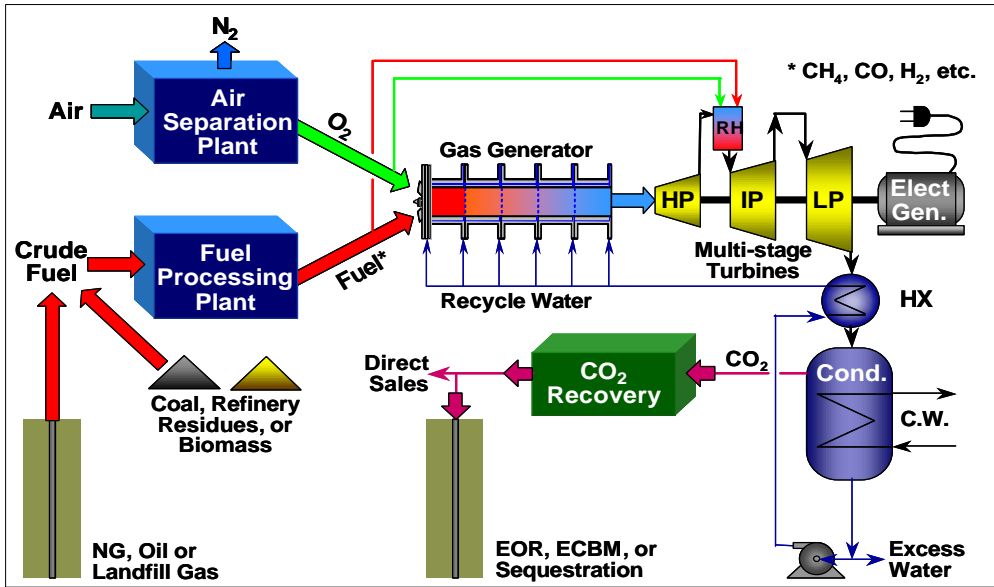 N₂
* CH₄, CO, H₂, etc.
Air
Air
Separation
Plant
O₂
RH
Gas Generator
HP
IP
LP
Elect
Gen.
Multi-stage
Turbines
Crude
Fuel
Fuel
Processing
Plant
Fuel*
Recycle Water
HX
Direct
Sales
CO₂
Recovery
CO₂
Cond.
C.W.
Coal, Refinery
Residues, or
Biomass
NG, Oil or
Landfill Gas
EOR, ECBM, or
Sequestration
Excess
Water